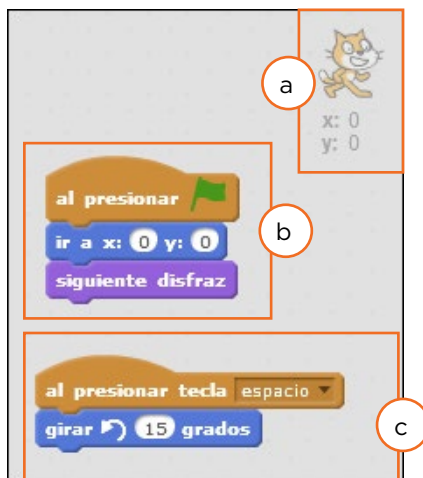 a
x: 0
y: 0
al presionar
b
ir a x: 0 y: 0
siguiente disfraz
al presionar tecla espacio
girar 15 grados
c